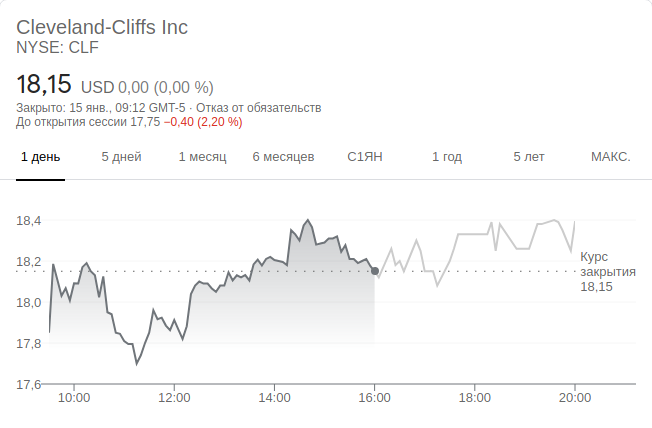 Cleveland-Cliffs Inc
NYSE: CLF
18,15 USD 0,00 (0,00 %)
Закрыто: 15 янв., 09:12 GMT-5 · Отказ от обязательств
До открытия сессии 17,75 −0,40 (2,20 %)
1 день 5 дней 1 месяц 6 месяцев С1ЯН 1 год 5 лет МАКС.
18,4
18,2
18,0
17,8
17,6
Курс
закрытия
18,15
10:00 12:00 14:00 16:00 18:00 20:00